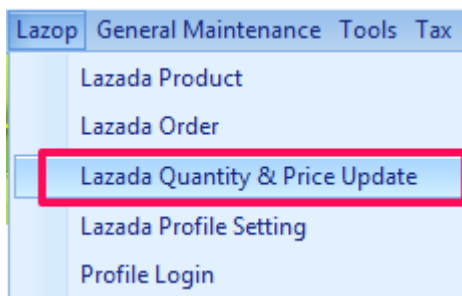 Lazop General Maintenance Tools Tax
Lazada Product
Lazada Order
Lazada Quantity & Price Update
Lazada Profile Setting
Profile Login